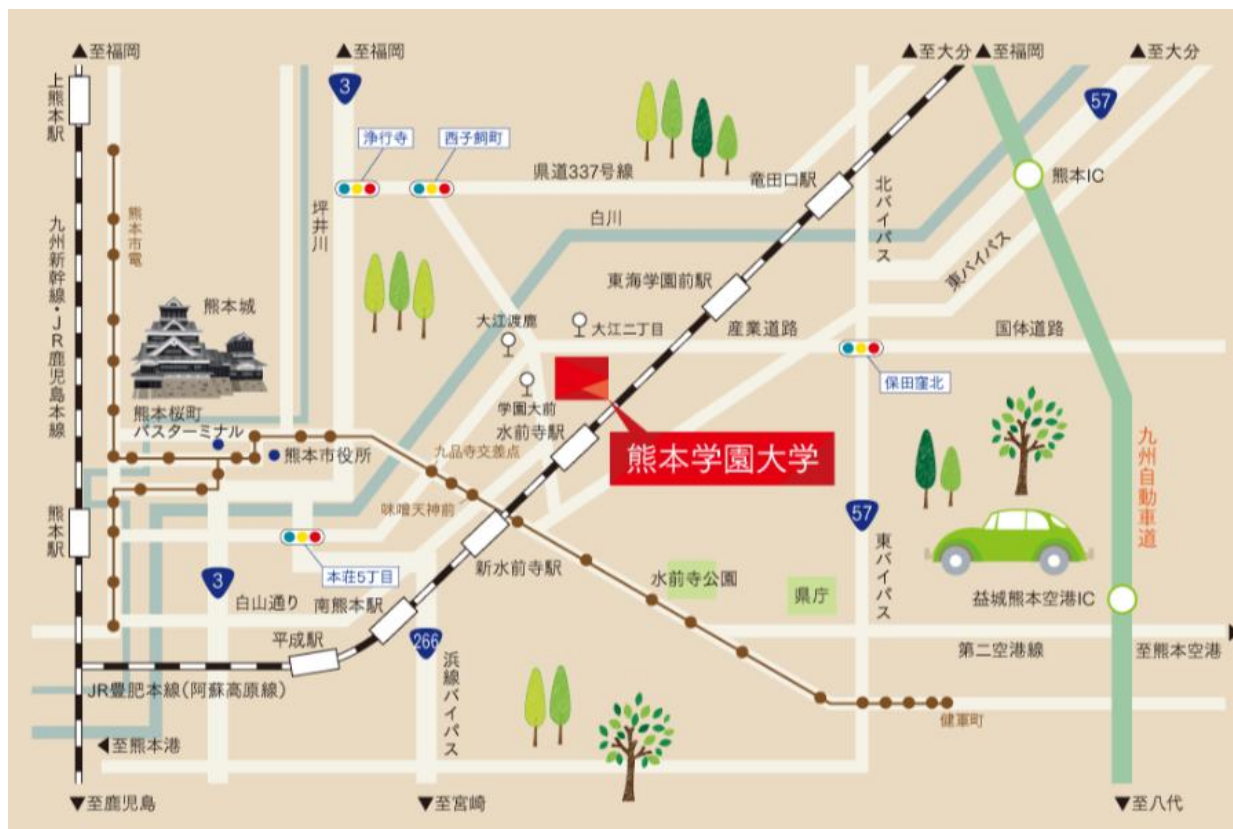 ▲至福岡
▲至福岡
▲至大分
▲至福岡
▲至大分
上熊本駅
3
57
浄行寺
西子飼町
県道337号線
竜田口駅
熊本IC
北バイパス
熊本市電
坪井川
白川
九州新幹線・JR鹿児島本線
東バイパス
東海学園前駅
熊本城
大江渡鹿
大江二丁目
産業道路
国体道路
保田窪北
学園大前
熊本桜町
バスターミナル
水前寺駅
九品寺交差点
熊本市役所
熊本学園大学
九州自動車道
味噌天神前
熊本駅
57
東バイパス
本荘5丁目
新水前寺駅
水前寺公園
県庁
益城熊本空港IC
3
白山通り
南熊本駅
平成駅
266
浜線バイパス
第二空港線
至熊本空港▶
JR豊肥本線(阿蘇高原線)
健軍町
◀至熊本港
▼至鹿児島
▼至宮崎
▼至八代